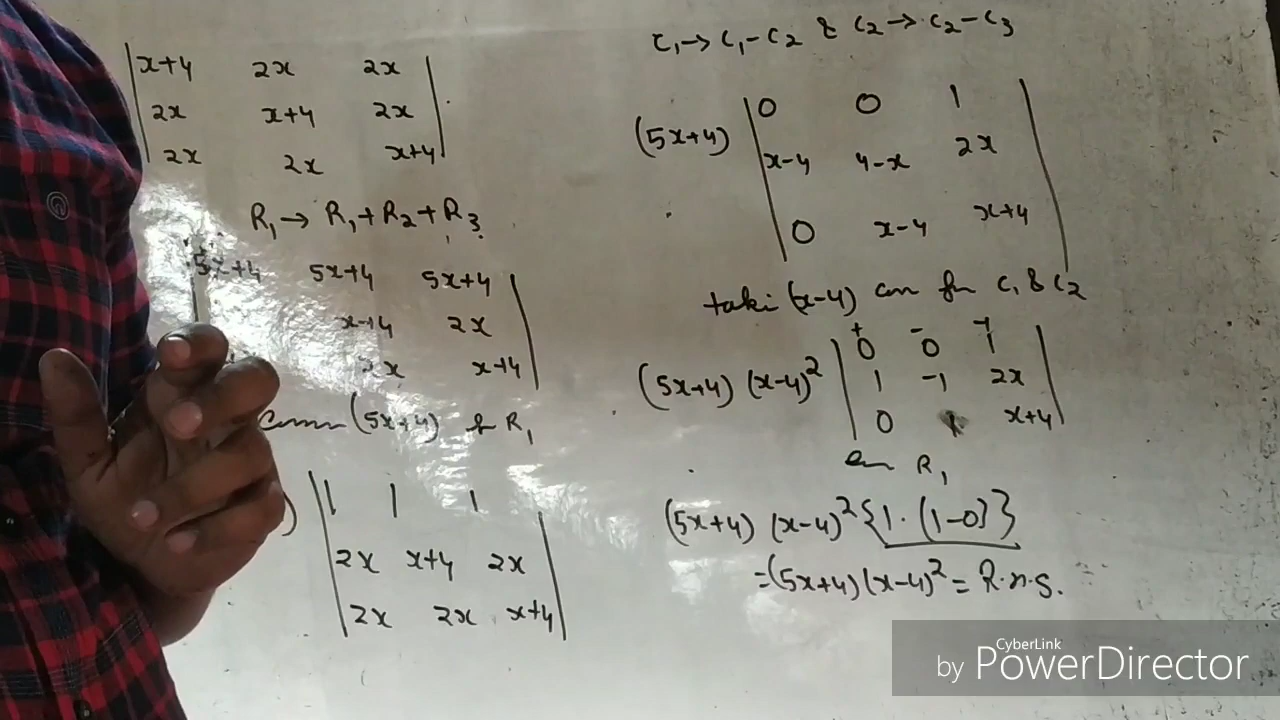 x+4 2x 2x
2x x+4 2x
2x 2x x+4
R₁→ R₁+R₂+R₃
5x+4 5x+4 5x+4
x+4 2x
2x x+4
(5x+4) R₁
)
1 1 1
2x x+4 2x
2x 2x x+4
C₁→ C₁-C₂ & C₂→ C₂-C₃
(5x+4)
0 0 1
x-4 4-x 2x
0 x-4 x+4
(x-4) C₁ & C₂
+ - +
(5x+4) (x-4)²
0 0 1
1 -1 2x
0 1 x+4
R₁
(5x+4) (x-4)² {1·(1-0)}
=(5x+4)(x-4)² = R.H.S.
CyberLink
by PowerDirector